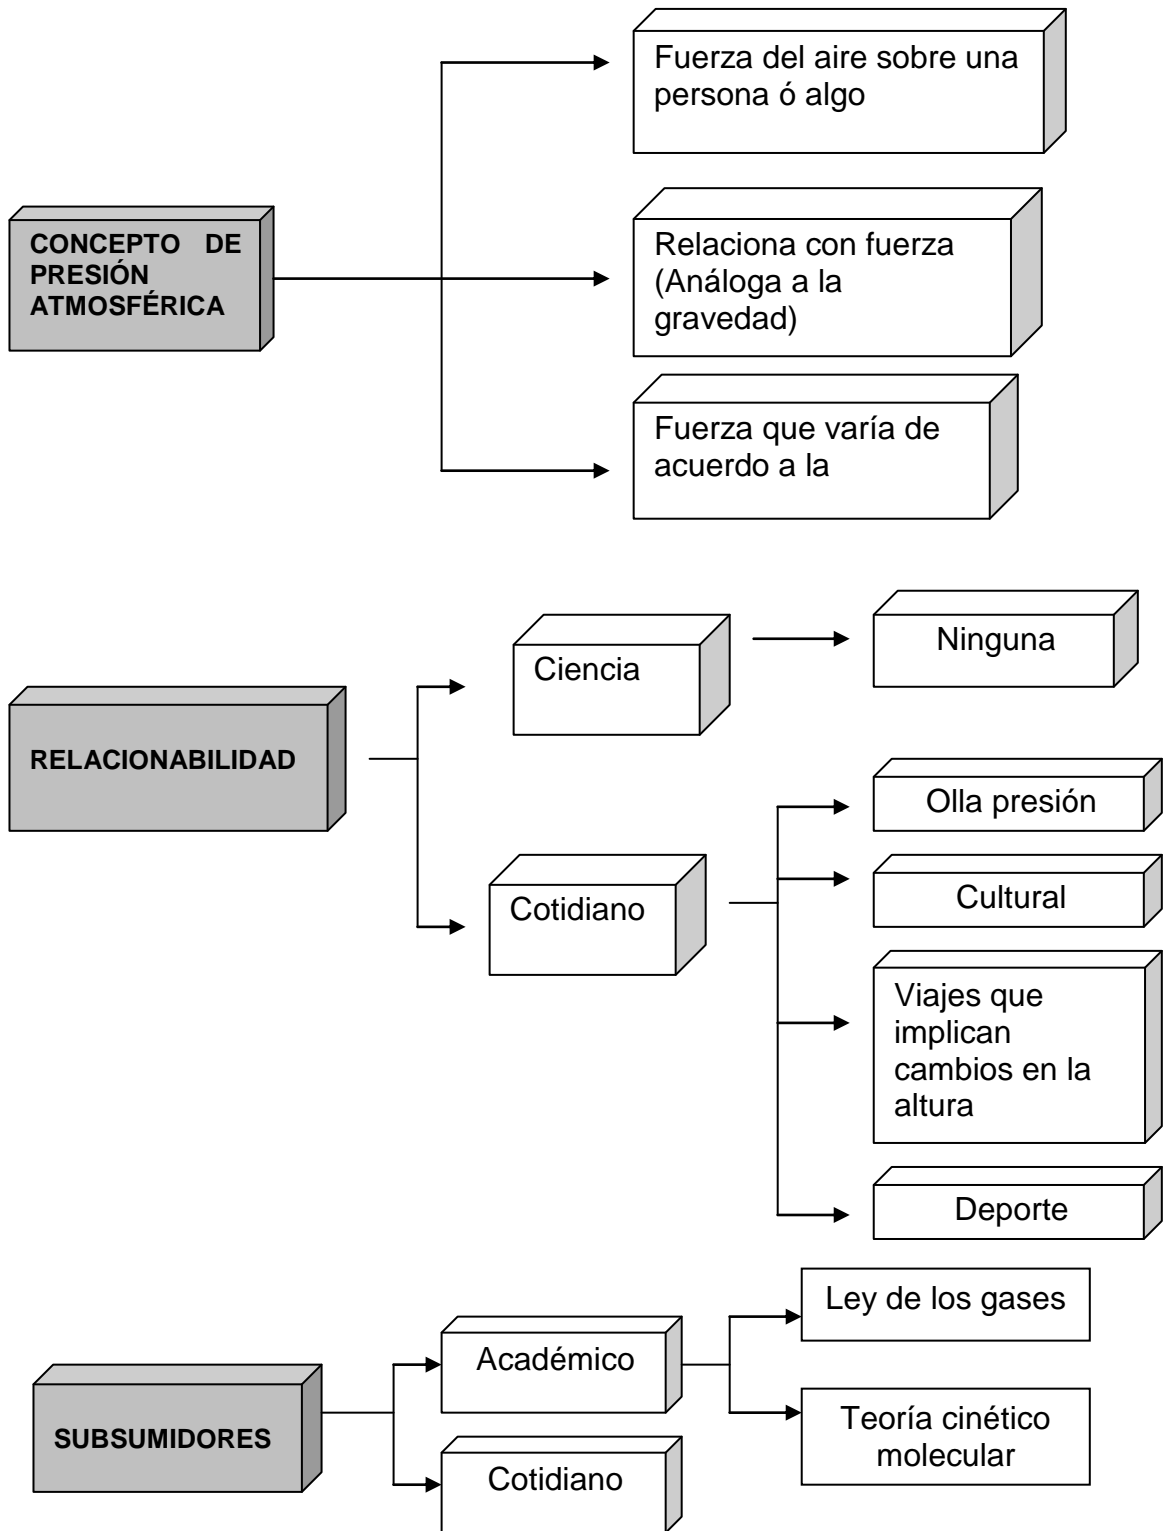 Fuerza del aire sobre una
persona ó algo
CONCEPTO DE
PRESIÓN
ATMOSFÉRICA
Relaciona con fuerza
(Análoga a la
gravedad)
Fuerza que varía de
acuerdo a la
RELACIONABILIDAD
Ciencia
Ninguna
Cotidiano
Olla presión
Cultural
Viajes que
implican
cambios en la
altura
Deporte
SUBSUMIDORES
Académico
Ley de los gases
Teoría cinético
molecular
Cotidiano